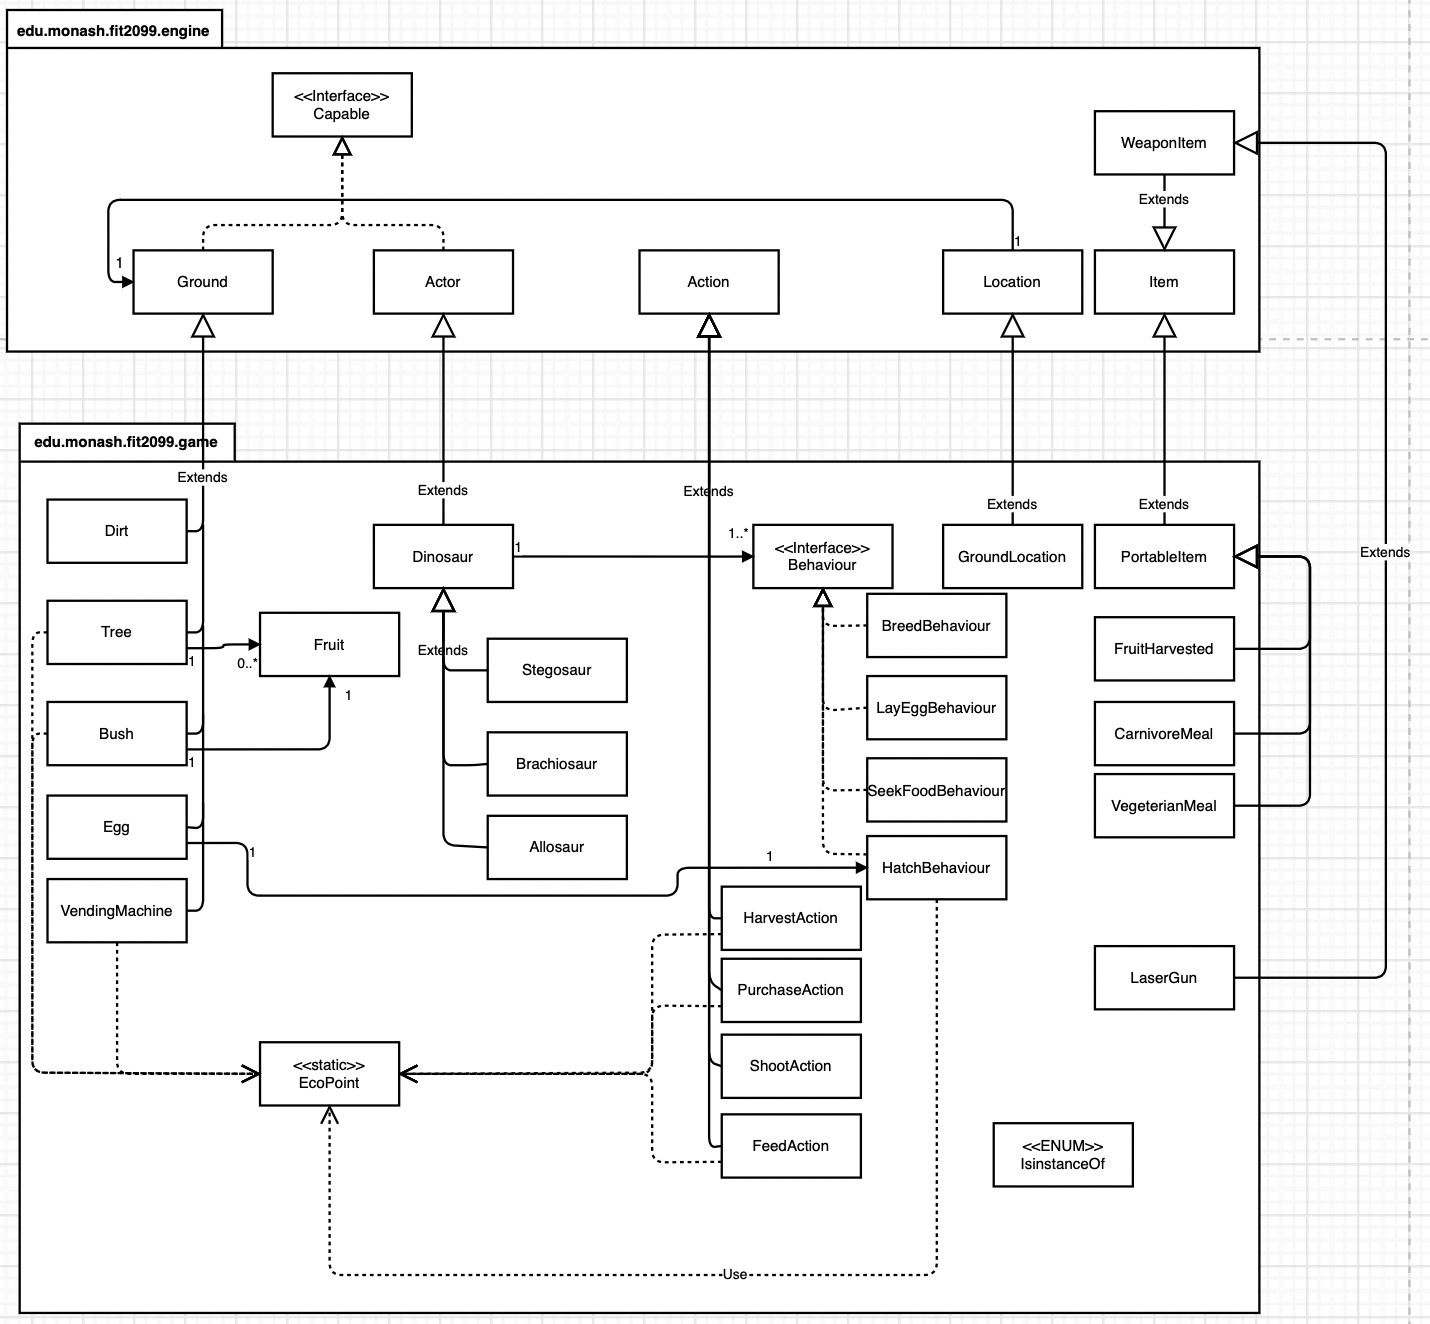 edu.monash.fit2099.engine
<<Interface>>
Capable
WeaponItem
Extends
1
1
Ground
Actor
Action
Location
Item
edu.monash.fit2099.game
Extends
Extends
Extends
Extends
Extends
Extends
Dirt
Dinosaur
1
1..*
<<Interface>>
Behaviour
GroundLocation
PortableItem
Tree
1
0..*
Fruit
1
Extends
Stegosaur
BreedBehaviour
FruitHarvested
Bush
1
Brachiosaur
LayEggBehaviour
CarnivoreMeal
SeekFoodBehaviour
VegeterianMeal
Egg
1
Allosaur
1
HatchBehaviour
VendingMachine
HarvestAction
PurchaseAction
LaserGun
<<static>>
EcoPoint
ShootAction
FeedAction
<<ENUM>>
IsinstanceOf
Use